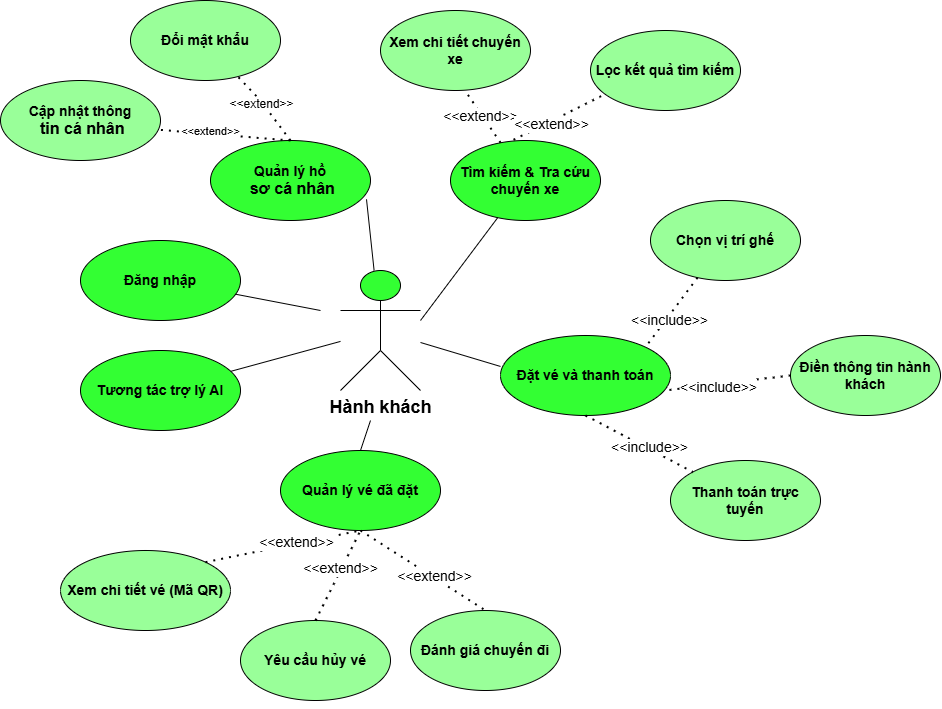 Đổi mật khẩu
Xem chi tiết chuyến
xe
Lọc kết quả tìm kiếm
<<extend>>
Cập nhật thông
tin cá nhân
<<extend>>
<<extend>>
<<extend>>
Quản lý hồ
sơ cá nhân
Tìm kiếm & Tra cứu
chuyến xe
Chọn vị trí ghế
Đăng nhập
<<include>>
Đặt vé và thanh toán
Điền thông tin hành
khách
<<include>>
Tương tác trợ lý AI
Hành khách
<<include>>
Quản lý vé đã đặt
Thanh toán trực
tuyến
<<extend>>
<<extend>>
<<extend>>
Xem chi tiết vé (Mã QR)
Yêu cầu hủy vé
Đánh giá chuyến đi